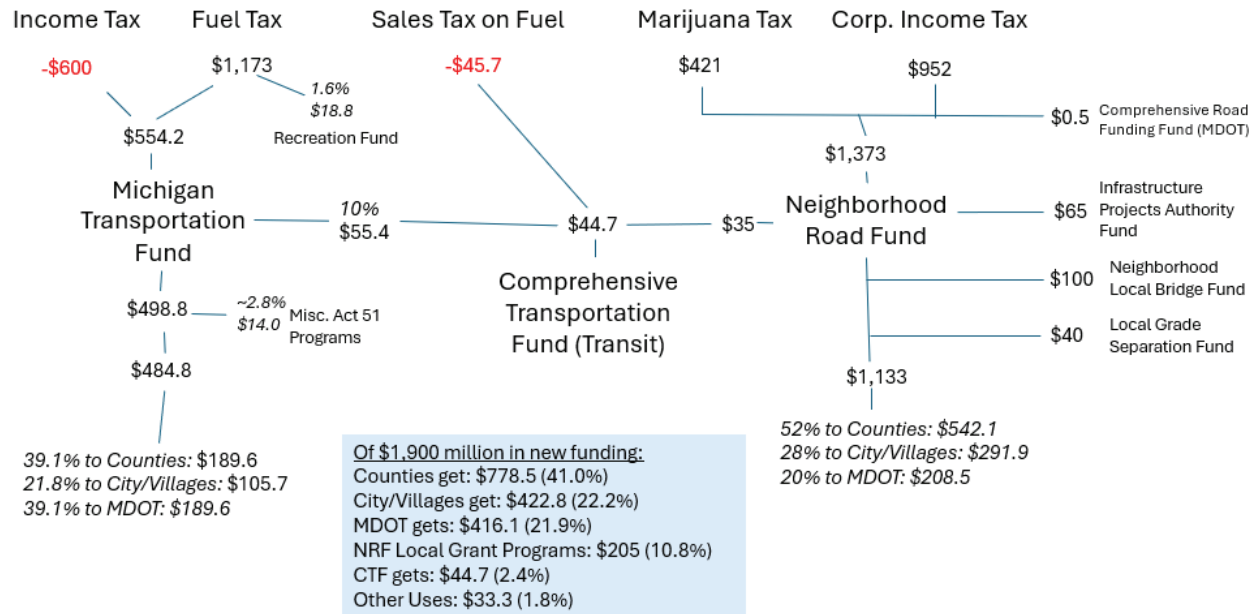 Income Tax
Fuel Tax
Sales Tax on Fuel
Marijuana Tax
Corp. Income Tax
-$600
$1,173
-$45.7
$421
$952
1.6%
$18.8
Recreation Fund
$554.2
$0.5
Comprehensive Road
Funding Fund (MDOT)
$1,373
Michigan
Transportation
Fund
10%
$55.4
$44.7
$35
Neighborhood
Road Fund
$65
Infrastructure
Projects Authority
Fund
Comprehensive
Transportation
Fund (Transit)
$100
Neighborhood
Local Bridge Fund
$498.8
~2.8%
$14.0
Misc. Act 51
Programs
$40
Local Grade
Separation Fund
$484.8
$1,133
39.1% to Counties: $189.6
21.8% to City/Villages: $105.7
39.1% to MDOT: $189.6
Of $1,900 million in new funding:
Counties get: $778.5 (41.0%)
City/Villages get: $422.8 (22.2%)
MDOT gets: $416.1 (21.9%)
NRF Local Grant Programs: $205 (10.8%)
CTF gets: $44.7 (2.4%)
Other Uses: $33.3 (1.8%)
52% to Counties: $542.1
28% to City/Villages: $291.9
20% to MDOT: $208.5